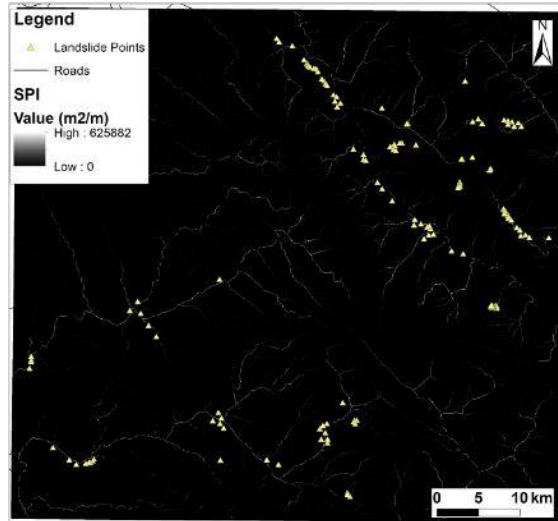 Legend
Landslide Points
Roads
SPI
Value (m2/m)
High : 625882
Low : 0
N
0 5 10 km